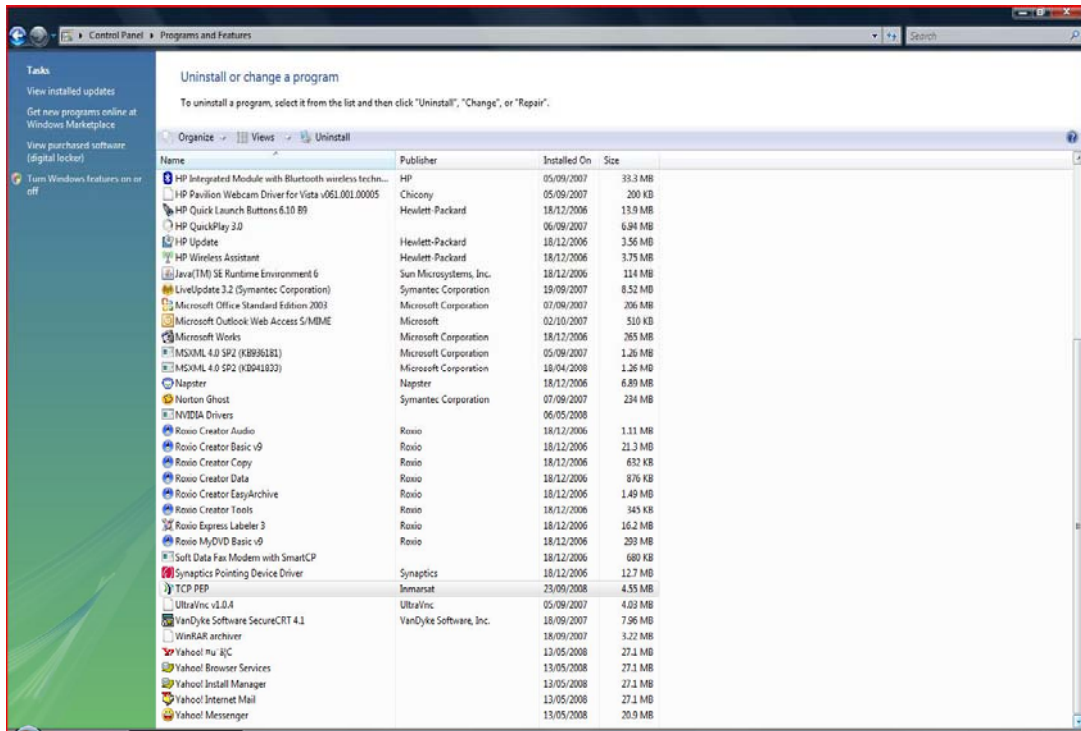 Control Panel ▸ Programs and Features
Search
Tasks
View installed updates
Get new programs online at
Windows Marketplace
View purchased software
(digital locker)
Turn Windows features on or
off
Uninstall or change a program
To uninstall a program, select it from the list and then click "Uninstall", "Change", or "Repair".
Organize Views Uninstall
Name Publisher Installed On Size
HP Integrated Module with Bluetooth wireless techn... HP 05/09/2007 33.3 MB
HP Pavilion Webcam Driver for Vista v061.001.00005 Chicony 05/09/2007 200 KB
HP Quick Launch Buttons 6.10 B9 Hewlett-Packard 18/12/2006 13.9 MB
HP QuickPlay 3.0 06/09/2007 6.94 MB
HP Update Hewlett-Packard 18/12/2006 3.56 MB
HP Wireless Assistant Hewlett-Packard 18/12/2006 3.75 MB
Java(TM) SE Runtime Environment 6 Sun Microsystems, Inc. 18/12/2006 114 MB
LiveUpdate 3.2 (Symantec Corporation) Symantec Corporation 19/09/2007 8.52 MB
Microsoft Office Standard Edition 2003 Microsoft Corporation 07/09/2007 206 MB
Microsoft Outlook Web Access S/MIME Microsoft 02/10/2007 510 KB
Microsoft Works Microsoft Corporation 18/12/2006 265 MB
MSXML 4.0 SP2 (KB936181) Microsoft Corporation 05/09/2007 1.26 MB
MSXML 4.0 SP2 (KB941833) Microsoft Corporation 18/04/2008 1.26 MB
Napster Napster 18/12/2006 6.89 MB
Norton Ghost Symantec Corporation 07/09/2007 234 MB
NVIDIA Drivers 06/05/2008
Roxio Creator Audio Roxio 18/12/2006 1.11 MB
Roxio Creator Basic v9 Roxio 18/12/2006 21.3 MB
Roxio Creator Copy Roxio 18/12/2006 632 KB
Roxio Creator Data Roxio 18/12/2006 876 KB
Roxio Creator EasyArchive Roxio 18/12/2006 1.49 MB
Roxio Creator Tools Roxio 18/12/2006 345 KB
Roxio Express Labeler 3 Roxio 18/12/2006 16.2 MB
Roxio MyDVD Basic v9 Roxio 18/12/2006 293 MB
Soft Data Fax Modem with SmartCP 18/12/2006 680 KB
Synaptics Pointing Device Driver Synaptics 18/12/2006 12.7 MB
TCP PEP Inmarsat 23/09/2008 4.55 MB
UltraVnc v1.0.4 UltraVnc 05/09/2007 4.03 MB
VanDyke Software SecureCRT 4.1 VanDyke Software, Inc. 18/09/2007 7.96 MB
WinRAR archiver 18/09/2007 3.22 MB
Yahoo! 13/05/2008 27.1 MB
Yahoo! Browser Services 13/05/2008 27.1 MB
Yahoo! Install Manager 13/05/2008 27.1 MB
Yahoo! Internet Mail 13/05/2008 27.1 MB
Yahoo! Messenger 13/05/2008 20.9 MB